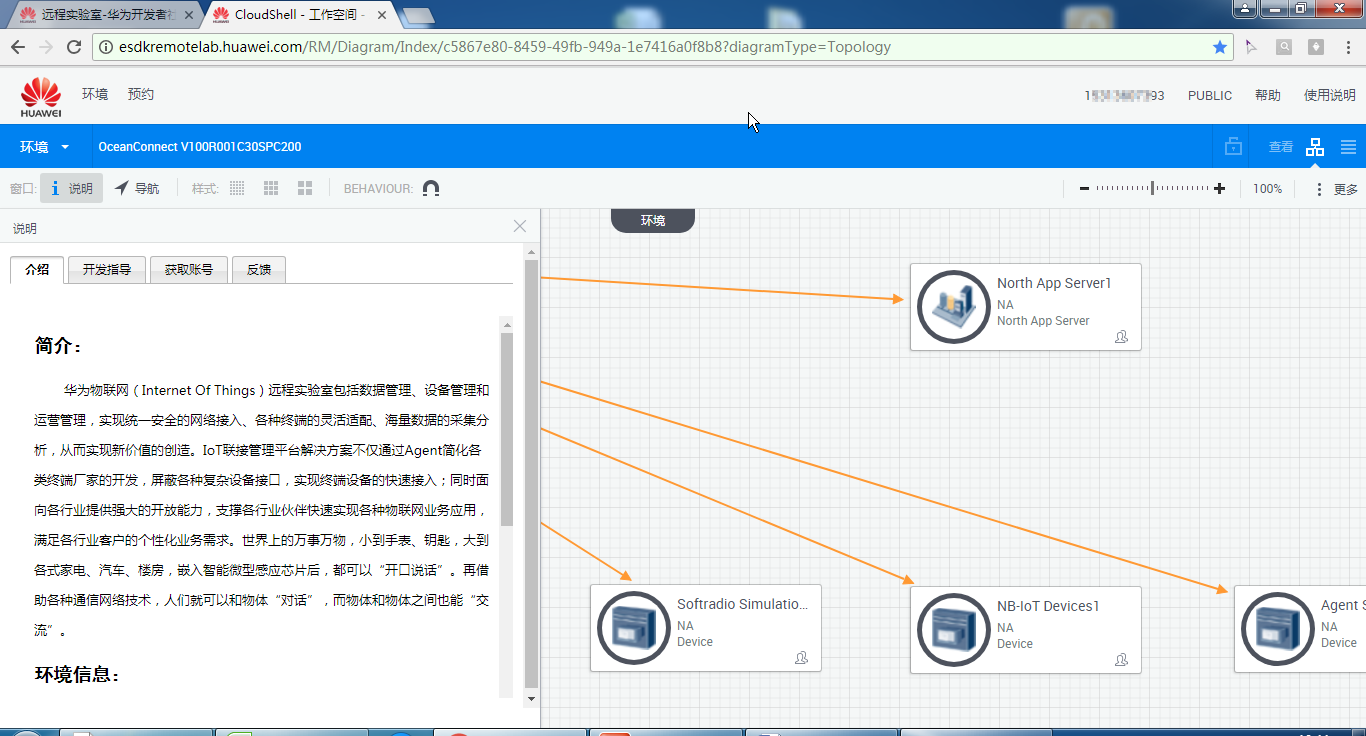 远程实验室-华为开发者社
CloudShell - 工作空间 -
esdkremotelab.huawei.com/RM/Diagram/Index/c5867e80-8459-49fb-949a-1e7416a0f8b8?diagramType=Topology
HUAWEI
环境 预约
PUBLIC 帮助 使用说明
环境 OceanConnect V100R001C30SPC200 查看
窗口: 说明 导航 样式: BEHAVIOUR: 100% 更多
说明
介绍 开发指导 获取账号 反馈
环境
North App Server1
NA
North App Server
简介：
华为物联网（Internet Of Things）远程实验室包括数据管理、设备管理和
运营管理，实现统一安全的网络接入、各种终端的灵活适配、海量数据的采集分
析，从而实现新价值的创造。IoT联接管理平台解决方案不仅通过Agent简化各
类终端厂家的开发，屏蔽各种复杂设备接口，实现终端设备的快速接入；同时面
向各行业提供强大的开放能力，支撑各行业伙伴快速实现各种物联网业务应用，
满足各行业客户的个性化业务需求。世界上的万事万物，小到手表、钥匙，大到
各式家电、汽车、楼房，嵌入智能微型感应芯片后，都可以“开口说话”。再借
助各种通信网络技术，人们就可以和物体“对话”，而物体和物体之间也能“交
流”。
环境信息：
Softradio Simulatio...
NA
Device
NB-IoT Devices1
NA
Device
Agent S
NA
Device